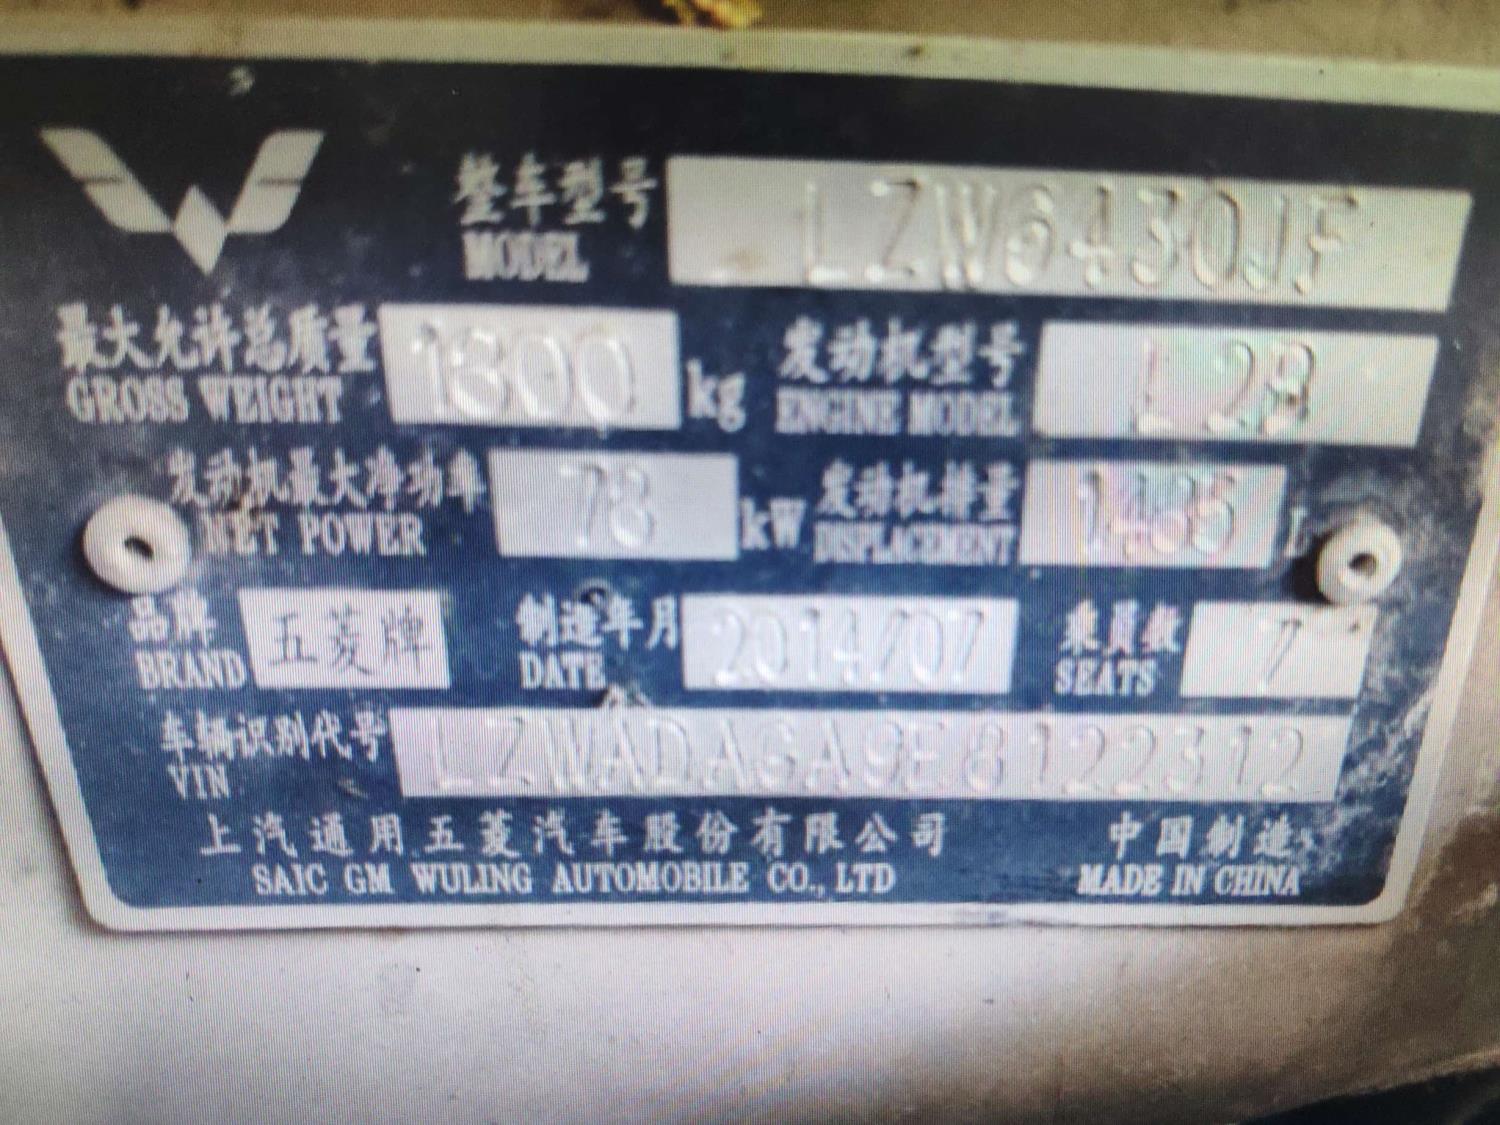 整车型号 LZW6430JF
MODEL
最大允许总质量 1800 kg 发动机型号 L2B
GROSS WEIGHT ENGINE MODEL
发动机最大净功率 78 kW 发动机排量 1.485 L
NET POWER DISPLACEMENT
品牌 五菱牌 制造年月 2014/07 乘员数 7
BRAND DATE SEATS
车辆识别代号 LZWADAGA9E8122312
VIN
上汽通用五菱汽车股份有限公司 中国制造
SAIC GM WULING AUTOMOBILE CO., LTD MADE IN CHINA